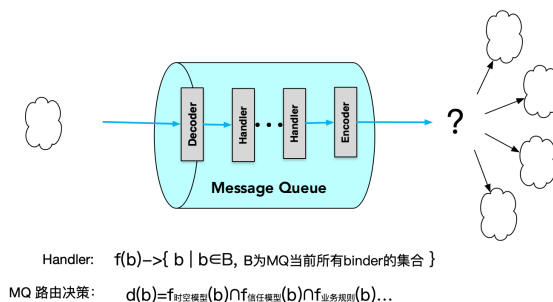 Decoder
Handler
• • •
Handler
Encoder
?
Message Queue
Handler: f(b)−>{ b | b∈B, B为MQ当前所有binder的集合 }
MQ 路由决策: d(b)=f时空模型(b)∩f信任模型(b)∩f业务规则(b)...